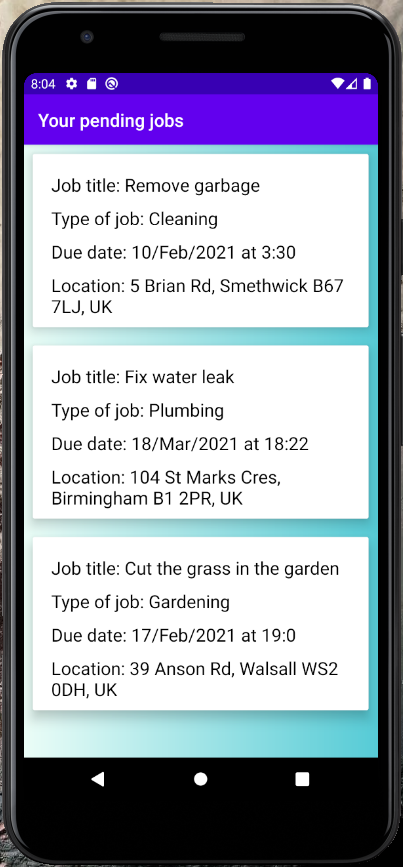 8:04
Your pending jobs
Job title: Remove garbage
Type of job: Cleaning
Due date: 10/Feb/2021 at 3:30
Location: 5 Brian Rd, Smethwick B67
7LJ, UK
Job title: Fix water leak
Type of job: Plumbing
Due date: 18/Mar/2021 at 18:22
Location: 104 St Marks Cres,
Birmingham B1 2PR, UK
Job title: Cut the grass in the garden
Type of job: Gardening
Due date: 17/Feb/2021 at 19:0
Location: 39 Anson Rd, Walsall WS2
0DH, UK